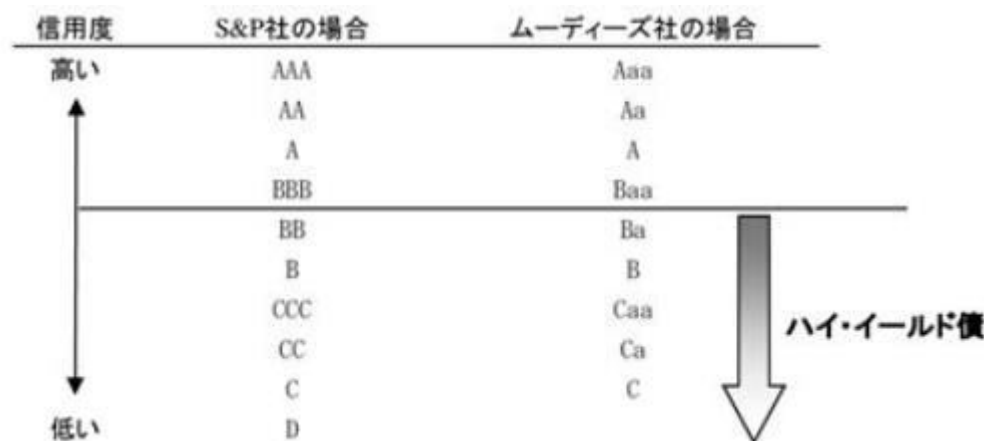 信用度 S&P社の場合 ムーディーズ社の場合
高い AAA Aaa
AA Aa
A A
BBB Baa
BB Ba
B B
CCC Caa
ハイ・イールド債
CC Ca
C C
低い D